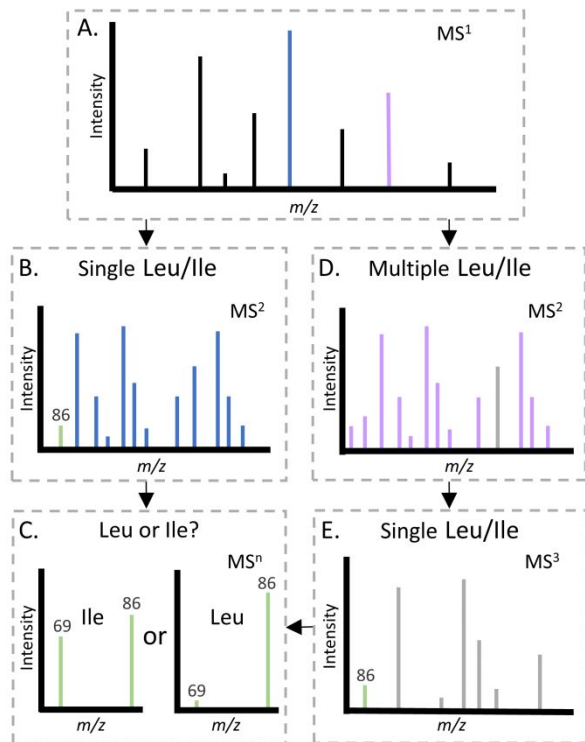 A.
MS¹
Intensity
m/z
B.
Single Leu/Ile
MS²
Intensity
86
m/z
D.
Multiple Leu/Ile
MS²
Intensity
m/z
C.
Leu or Ile?
MSⁿ
Intensity
69
Ile
86
or
Leu
69
86
m/z
m/z
E.
Single Leu/Ile
MS³
Intensity
86
m/z